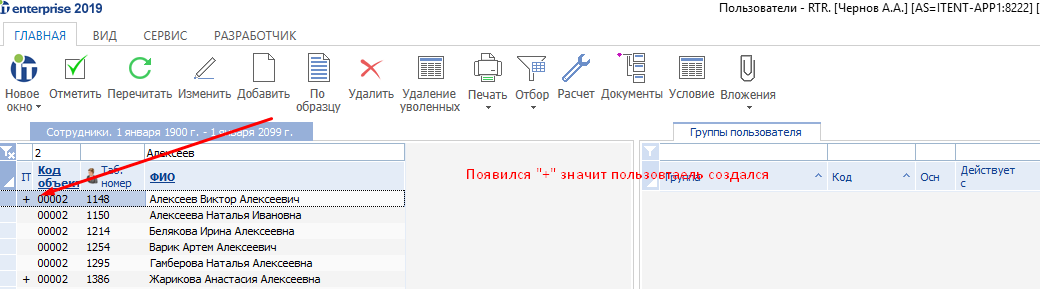 enterprise 2019 Пользователи - RTR. [Чернов А.А.] [AS=ITENT-APP1:8222] [
ГЛАВНАЯ ВИД СЕРВИС РАЗРАБОТЧИК
Новое окно Отметить Перечитать Изменить Добавить По образцу Удалить Удаление уволенных Печать Отбор Расчет Документы Условие Вложения
Сотрудники. 1 января 1900 г. - 1 января 2099 г. Группы пользователя
2 Алексеев
IT Код объект Таб. номер ФИО
Появился "+" значит пользовтаель создался
Группа Код Осн Действует с
+ 00002 1148 Алексеев Виктор Алексеевич
00002 1150 Алексеева Наталья Ивановна
00002 1214 Белякова Ирина Алексеевна
00002 1254 Варик Артем Алексеевич
00002 1295 Гамберова Наталья Алексеевна
+ 00002 1386 Жарикова Анастасия Алексеевна